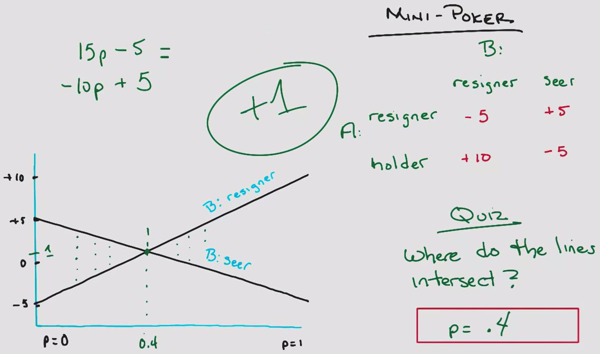 MINI-POKER
15p - 5 =
-10p + 5
+1
B:
resigner seer
A: resigner -5 +5
holder +10 -5
+10
+5
1
0
-5
B: resigner
B: seer
p=0 0.4 p=1
Quiz
Where do the lines
intersect?
p= .4